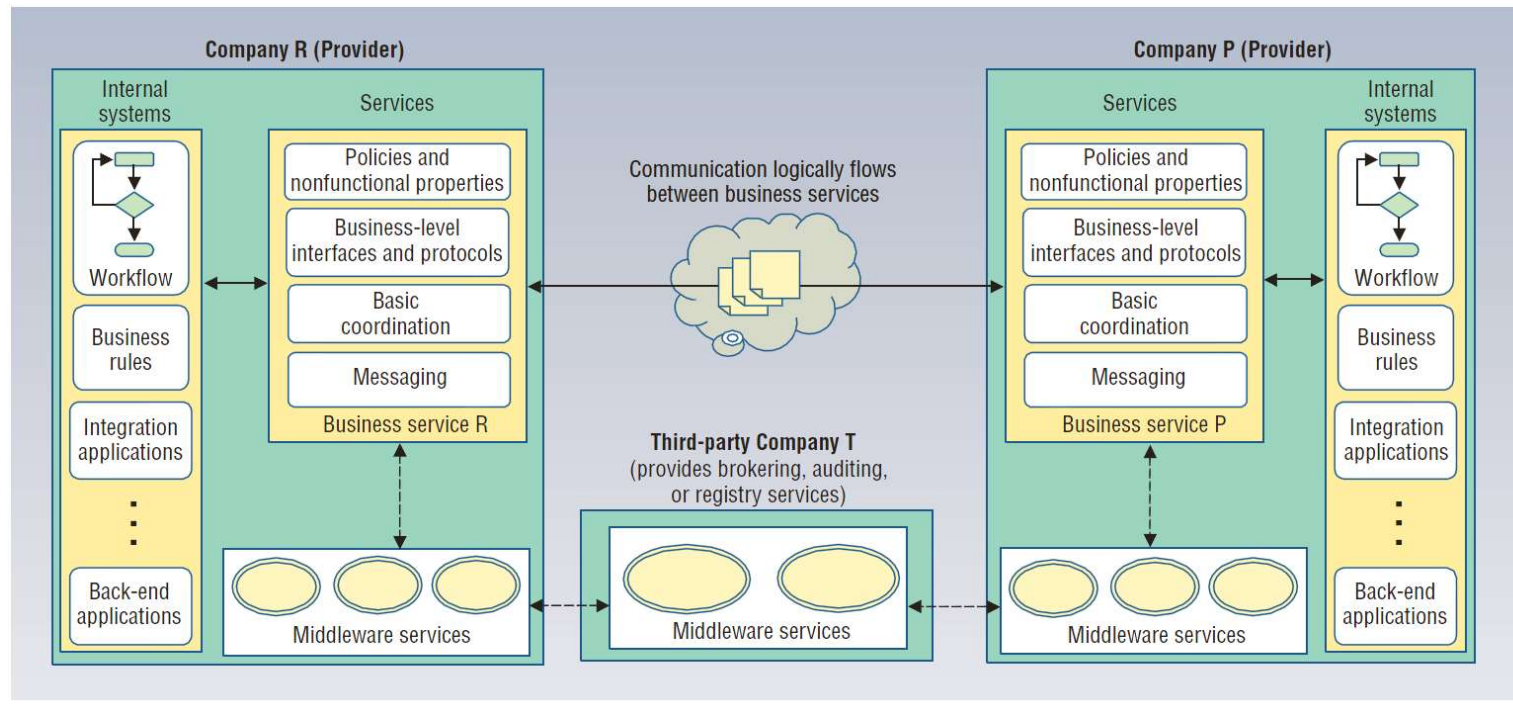 Company R (Provider)
Internal
systems
Services
Workflow
Business
rules
Integration
applications
Back-end
applications
Policies and
nonfunctional properties
Business-level
interfaces and protocols
Basic
coordination
Messaging
Business service R
Middleware services
Communication logically flows
between business services
Third-party Company T
(provides brokering, auditing,
or registry services)
Middleware services
Company P (Provider)
Services
Internal
systems
Policies and
nonfunctional properties
Business-level
interfaces and protocols
Basic
coordination
Messaging
Business service P
Middleware services
Workflow
Business
rules
Integration
applications
Back-end
applications